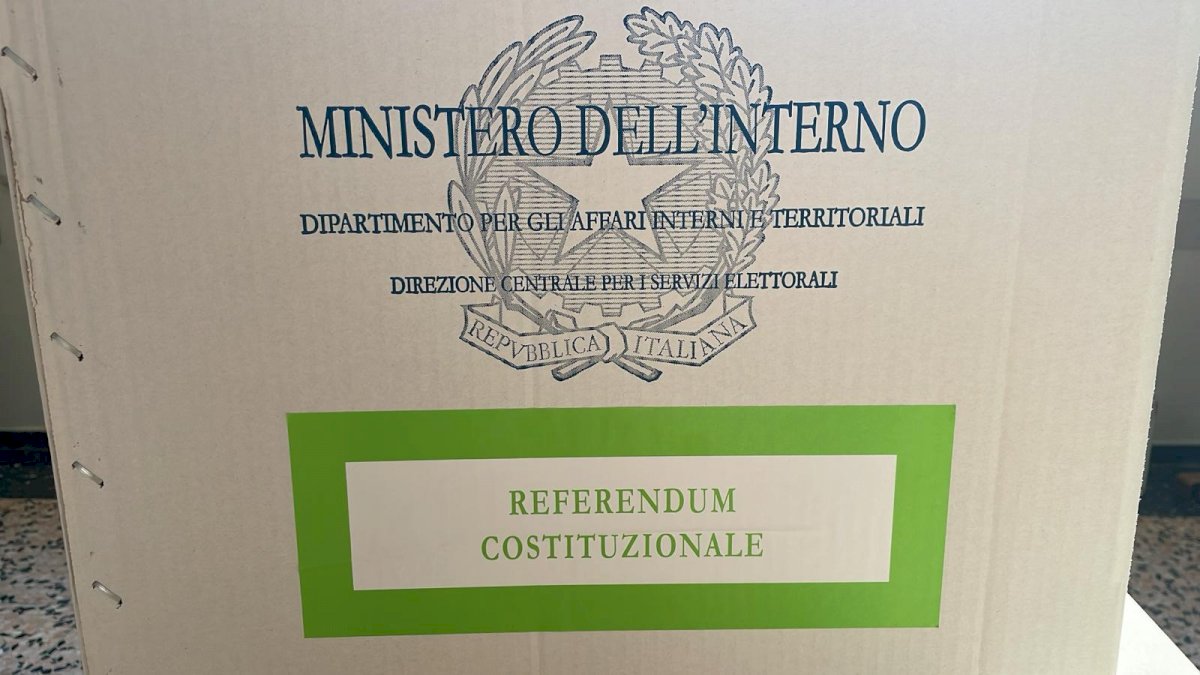 MINISTERO DELL'INTERNO
DIPARTIMENTO PER GLI AFFARI INTERNI E TERRITORIALI
DIREZIONE CENTRALE PER I SERVIZI ELETTORALI
REPVBBLICA ITALIANA
REFERENDUM
COSTITUZIONALE